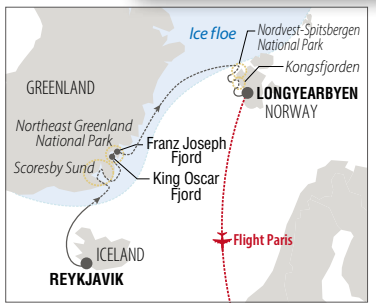 Ice floe
Nordvest-Spitsbergen
National Park
Kongsfjorden
GREENLAND
LONGYEARBYEN
NORWAY
Northeast Greenland
National Park
Franz Joseph
Fjord
Scoresby Sund
King Oscar
Fjord
Flight Paris
ICELAND
REYKJAVIK